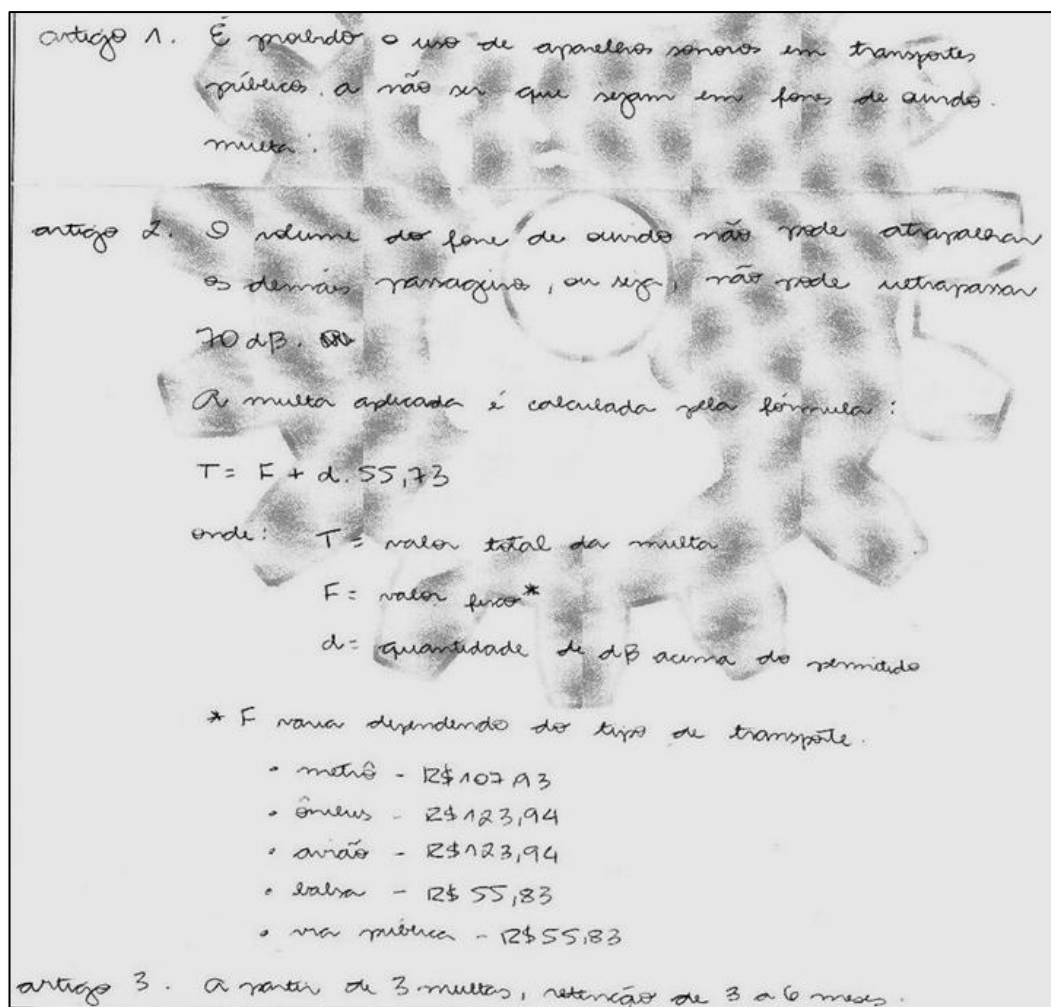 artigo 1. É proibido o uso de aparelhos sonoros em transportes
públicos, a não ser que sejam em fones de ouvido.
multa:
artigo 2. O volume do fone de ouvido não pode atrapalhar
os demais passageiros, ou seja, não pode ultrapassar
70 dB.
A multa aplicada é calculada pela fórmula:
T = F + d.55,73
onde: T = valor total da multa
F = valor fixo*
d = quantidade de dB acima do permitido
* F varia dependendo do tipo de transporte.
• metrô - R$107,93
• ônibus - R$123,94
• avião - R$123,94
• balsa - R$ 55,83
• via pública - R$55,83
artigo 3. A partir de 3 multas, retenção de 3 a 6 meses.